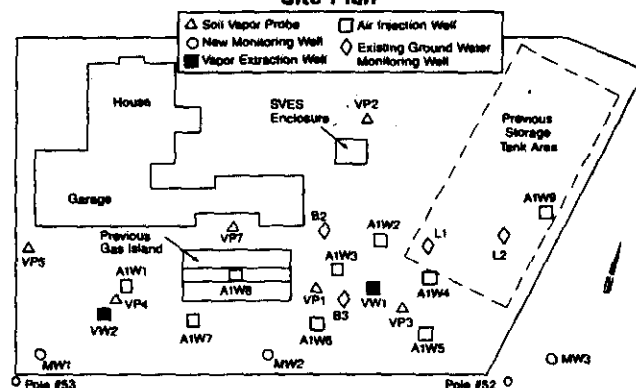 Site Plan
Soil Vapor Probe
Air Injection Well
New Monitoring Well
Existing Ground Water
Monitoring Well
Vapor Extraction Well
House
SVES
Enclosure
VP2
Previous
Storage
Tank Area
Garage
A1W9
Previous
Gas Island
VP7
B2
A1W2
L1
L2
VP5
A1W1
A1W3
A1W8
VP1
VW1
A1W4
VP4
B3
VP3
VW2
A1W7
A1W6
A1W5
MW1
MW2
MW3
Pole #53
Pole #52